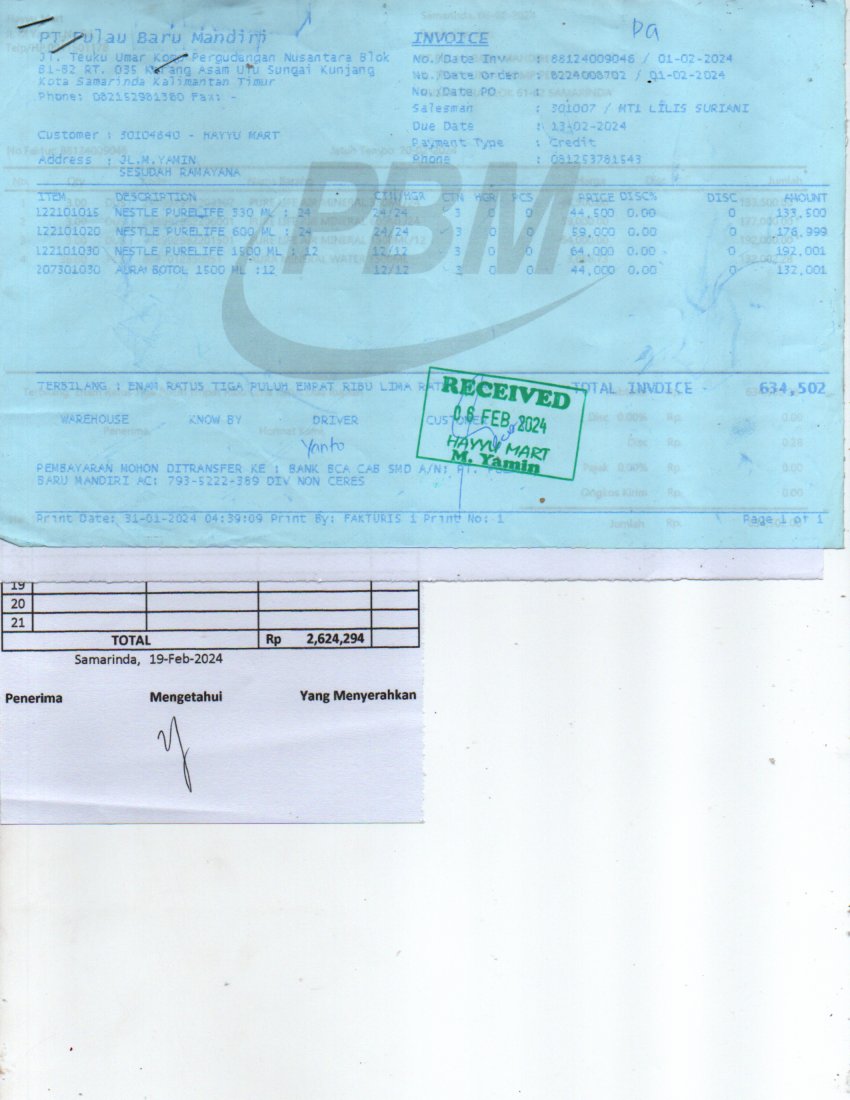 PT Pulau Baru Mandiri
Jl. Teuku Umar Komp Pergudangan Nusantara Blok
B1-B2 RT. 035 Karang Asam Ulu Sungai Kunjang
Kota Samarinda Kalimantan Timur
Phone: 082152981380 Fax: -
Customer : 30104640 - HAYYU MART
Address : JL.M.YAMIN
SESUDAH RAMAYANA
Da
INVOICE
No./Date Inv : 88124009046 / 01-02-2024
No./Date Order : 8224008702 / 01-02-2024
No./Date PO
Salesman : 301007 / MT1 LILIS SURIANI
Due Date : 13-02-2024
Payment Type : Credit
Phone : 081253781543
ITEM DESCRIPTION CTN/HGR CTN HGR PCS PRICE DISC% DISC AMOUNT
122101015 NESTLE PURELIFE 330 ML : 24 24/24 3 0 0 44,500 0.00 0 133,500
122101020 NESTLE PURELIFE 600 ML : 24 24/24 3 0 0 59,000 0.00 0 176,999
122101030 NESTLE PURELIFE 1500 ML : 12 12/12 3 0 0 64,000 0.00 0 192,001
207301030 AURA BOTOL 1500 ML :12 12/12 3 0 0 44,000 0.00 0 132,001
PBM
TERBILANG : ENAM RATUS TIGA PULUH EMPAT RIBU LIMA RAT
TOTAL INVOICE - 634,502
WAREHOUSE KNOW BY DRIVER CUSTOMER
Yanto
RECEIVED
06 FEB 2024
HAYYU MART
M. Yamin
PEMBAYARAN MOHON DITRANSFER KE : BANK BCA CAB SMD A/N: PT.
BARU MANDIRI AC: 793-5222-389 DIV NON CERES
Print Date: 31-01-2024 04:39:09 Print By: FAKTURIS 1 Print No: 1 Page 1 of 1
19
20
21
TOTAL Rp 2,624,294
Samarinda, 19-Feb-2024
Penerima Mengetahui Yang Menyerahkan